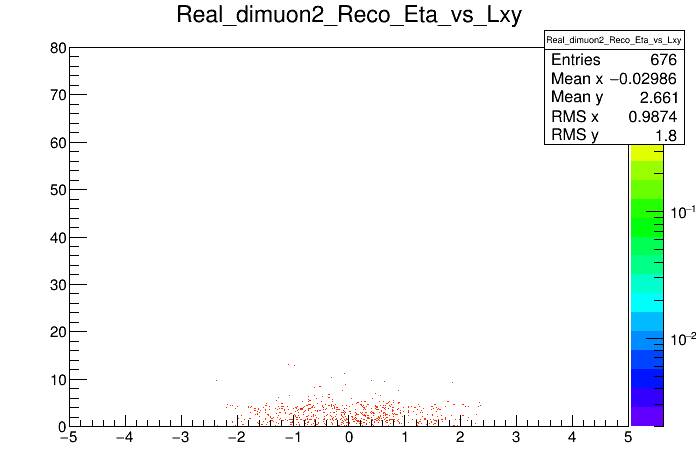 Real_dimuon2_Reco_Eta_vs_Lxy
Real_dimuon2_Reco_Eta_vs_Lxy
Entries 676
Mean x −0.02986
Mean y 2.661
RMS x 0.9874
RMS y 1.8
80
70
60
50
40
30
20
10
0
−5 −4 −3 −2 −1 0 1 2 3 4 5
10⁻¹
10⁻²